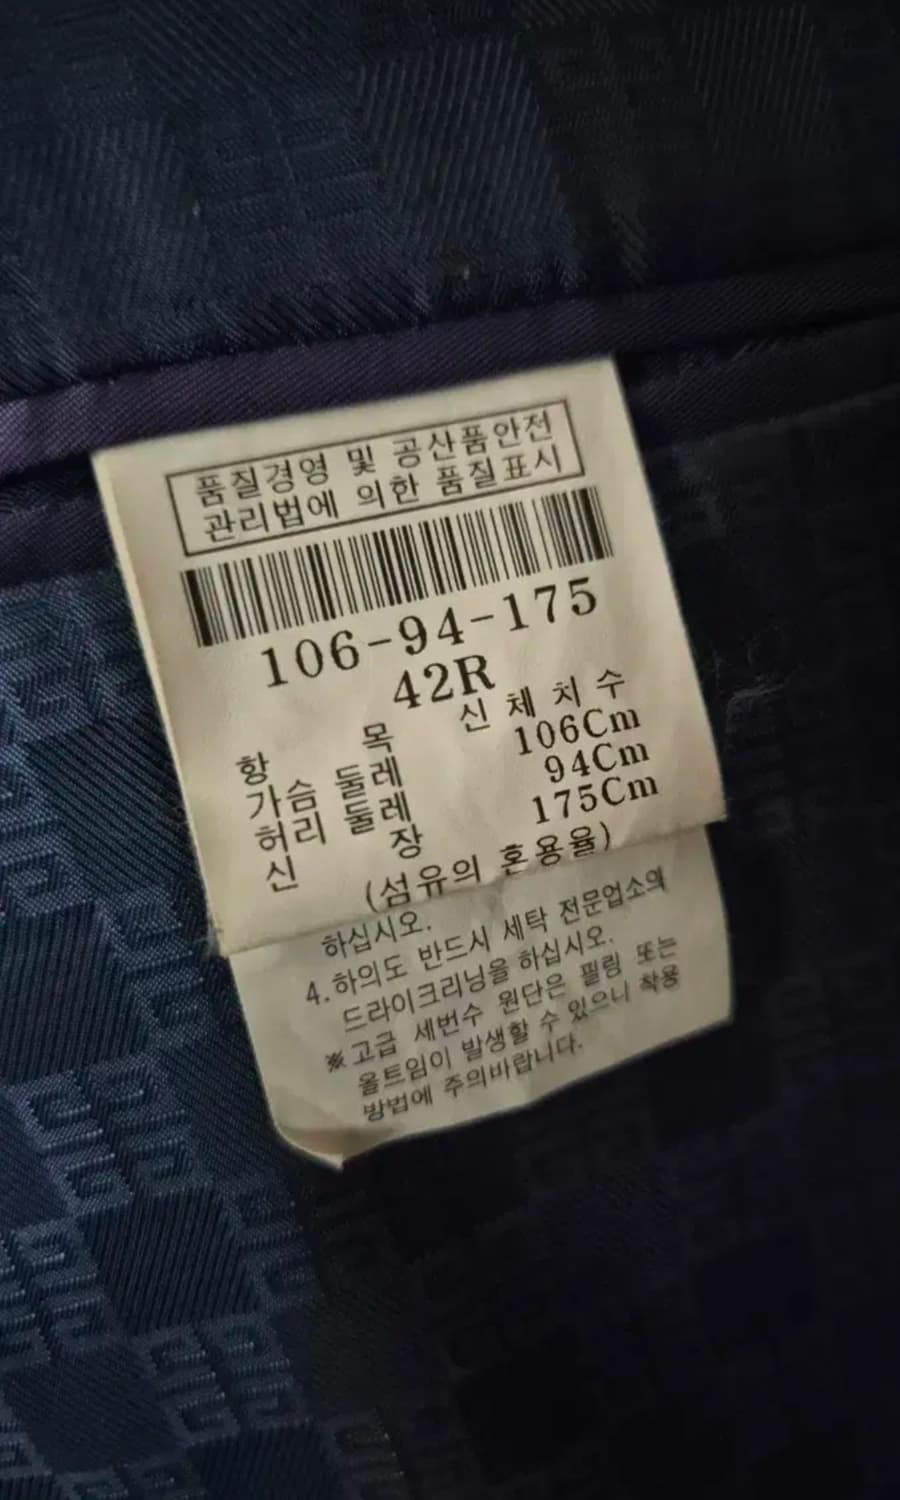 품질경영 및 공산품안전
관리법에 의한 품질표시
106-94-175
42R
항 목 신 체 치 수
가슴 둘레 106Cm
허리 둘레 94Cm
신 장 175Cm
(섬유의 혼용율)
하십시오.
4.하의도 반드시 세탁 전문업소의
드라이크리닝을 하십시오.
※고급 세번수 원단은 필링 또는
올트임이 발생할 수 있으니 착용
방법에 주의바랍니다.